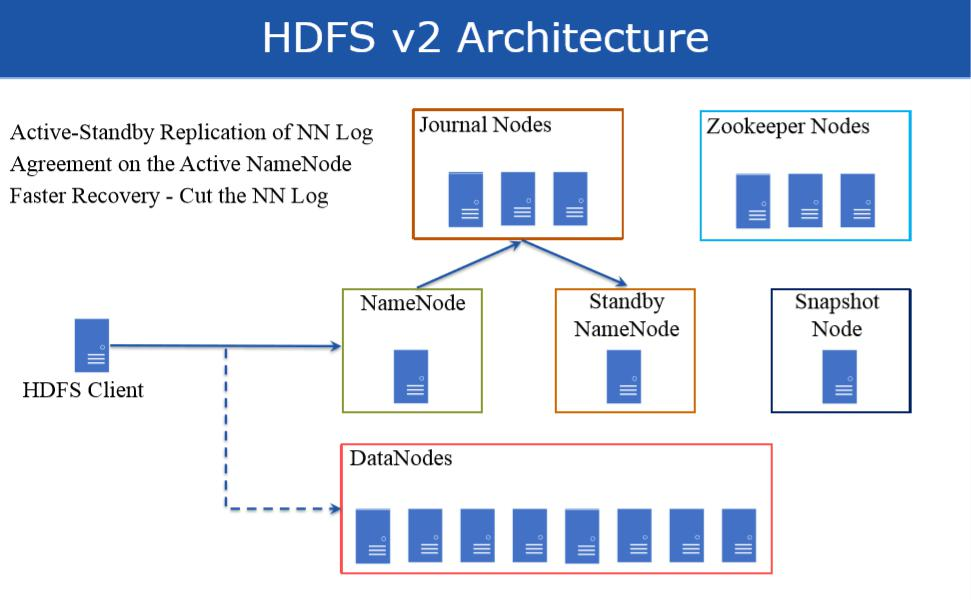 HDFS v2 Architecture
Active-Standby Replication of NN Log
Agreement on the Active NameNode
Faster Recovery - Cut the NN Log
Journal Nodes
Zookeeper Nodes
NameNode
Standby
NameNode
Snapshot
Node
HDFS Client
DataNodes